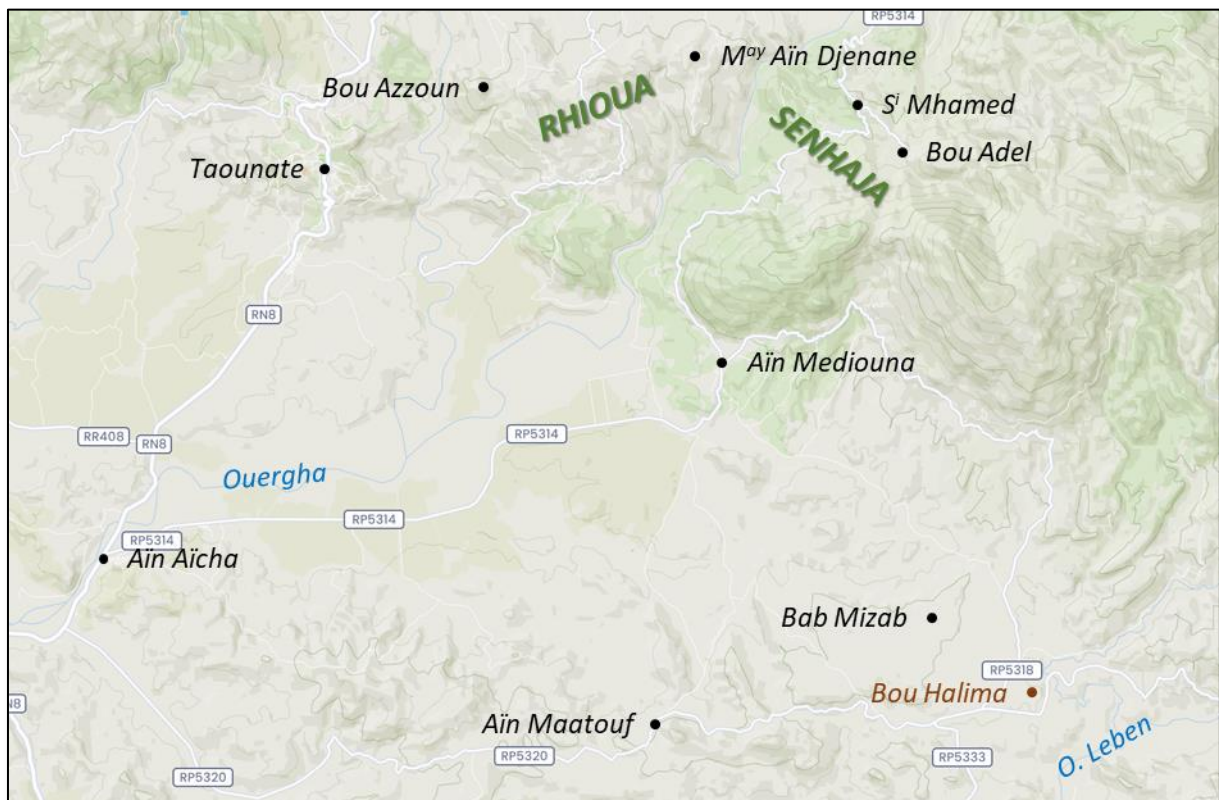 RP5314
May Aïn Djenane
Bou Azzoun
RHIOUA
Si Mhamed
SENHAJA
Bou Adel
Taounate
RN8
Aïn Mediouna
RR408
RN8
RP5314
Ouergha
RP5314
RP5314
Aïn Aïcha
Bab Mizab
RP5318
Bou Halima
N8
Aïn Maatouf
RP5320
RP5333
O. Leben
RP5320